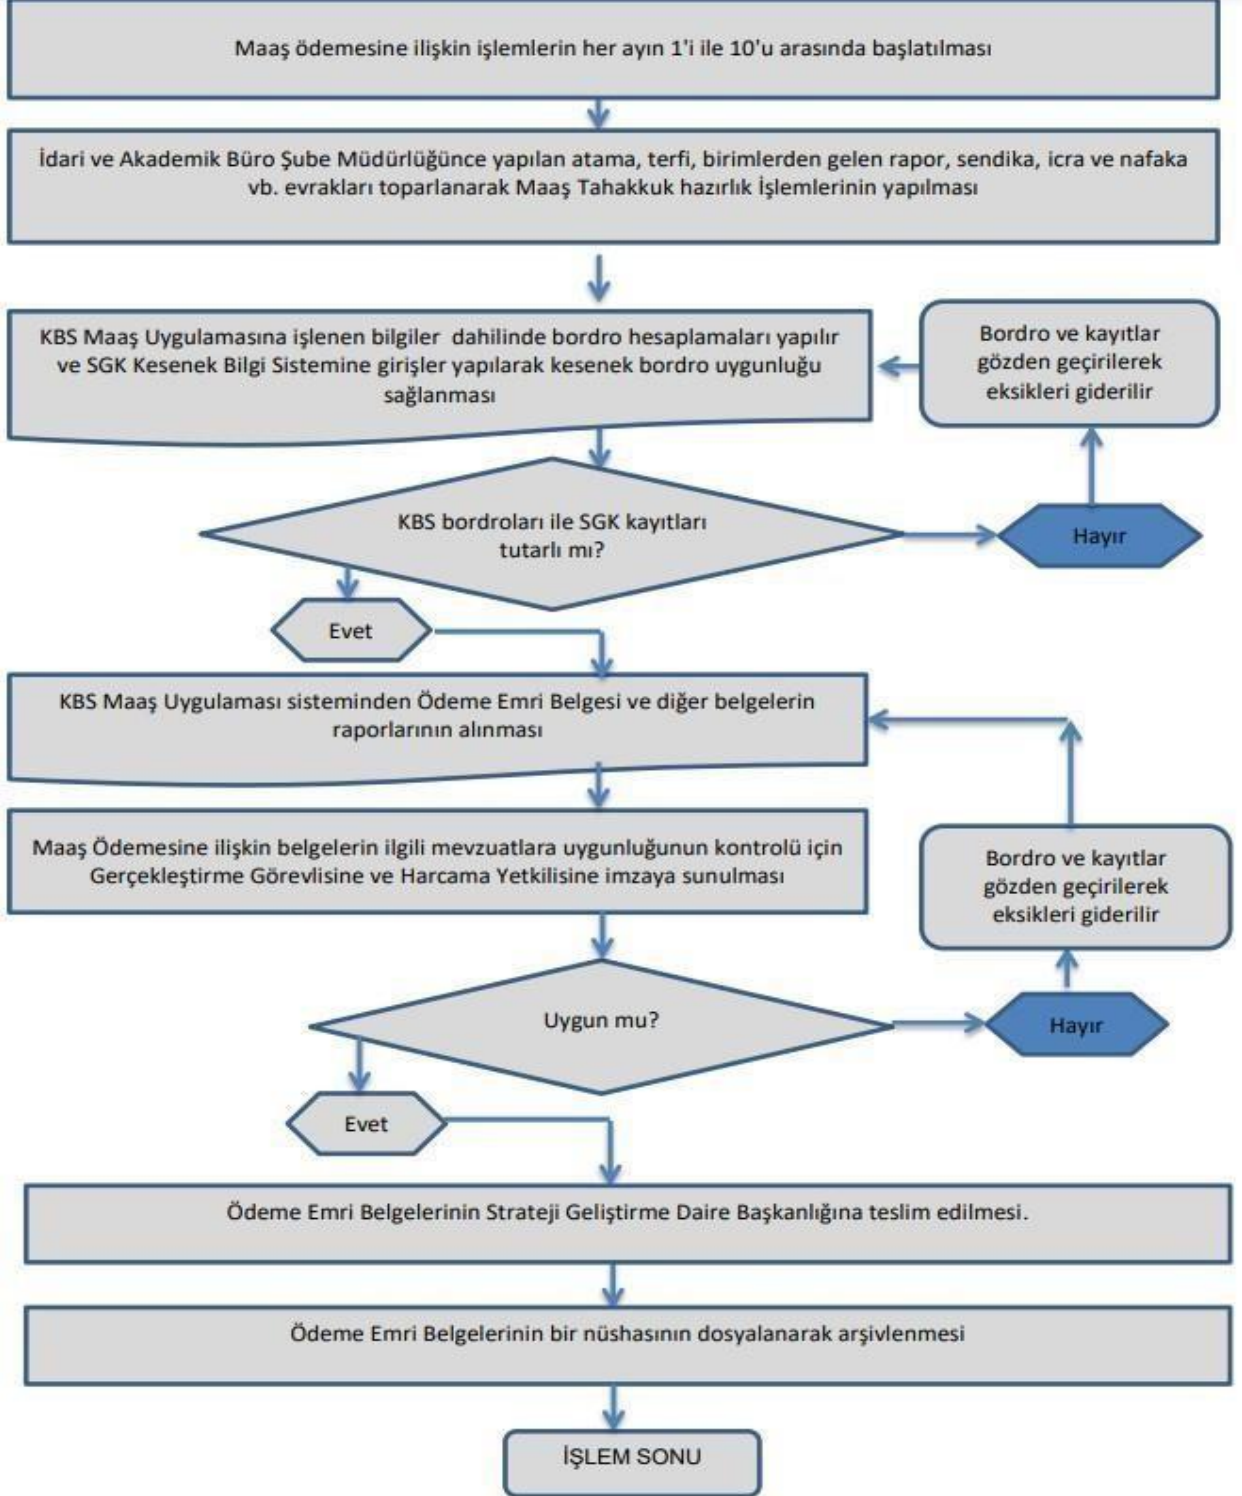 Maaş ödemesine ilişkin işlemlerin her ayın 1'i ile 10'u arasında başlatılması
İdari ve Akademik Büro Şube Müdürlüğünce yapılan atama, terfi, birimlerden gelen rapor, sendika, icra ve nafaka
vb. evrakları toparlanarak Maaş Tahakkuk hazırlık İşlemlerinin yapılması
KBS Maaş Uygulamasına işlenen bilgiler dahilinde bordro hesaplamaları yapılır
ve SGK Kesenek Bilgi Sistemine girişler yapılarak kesenek bordro uygunluğu
sağlanması
Bordro ve kayıtlar
gözden geçirilerek
eksikleri giderilir
KBS bordroları ile SGK kayıtları
tutarlı mı?
Hayır
Evet
KBS Maaş Uygulaması sisteminden Ödeme Emri Belgesi ve diğer belgelerin
raporlarının alınması
Maaş Ödemesine ilişkin belgelerin ilgili mevzuatlara uygunluğunun kontrolü için
Gerçekleştirme Görevlisine ve Harcama Yetkilisine imzaya sunulması
Bordro ve kayıtlar
gözden geçirilerek
eksikleri giderilir
Uygun mu?
Hayır
Evet
Ödeme Emri Belgelerinin Strateji Geliştirme Daire Başkanlığına teslim edilmesi.
Ödeme Emri Belgelerinin bir nüshasının dosyalanarak arşivlenmesi
İŞLEM SONU